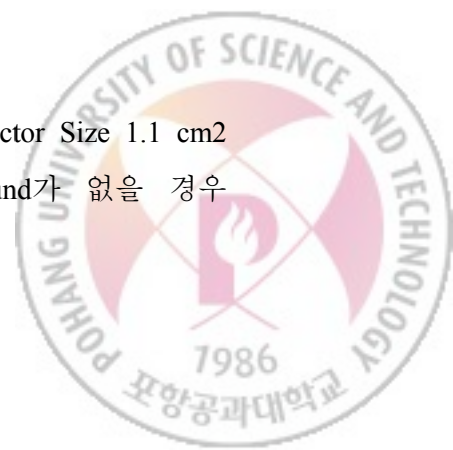 ctor Size 1.1 cm2
und가 없을 경우
POHANG UNIVERSITY OF SCIENCE AND TECHNOLOGY
1986
포항공과대학교